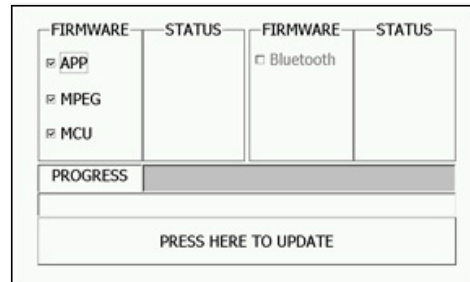 FIRMWARE STATUS FIRMWARE STATUS
APP Bluetooth
MPEG
MCU
PROGRESS
PRESS HERE TO UPDATE